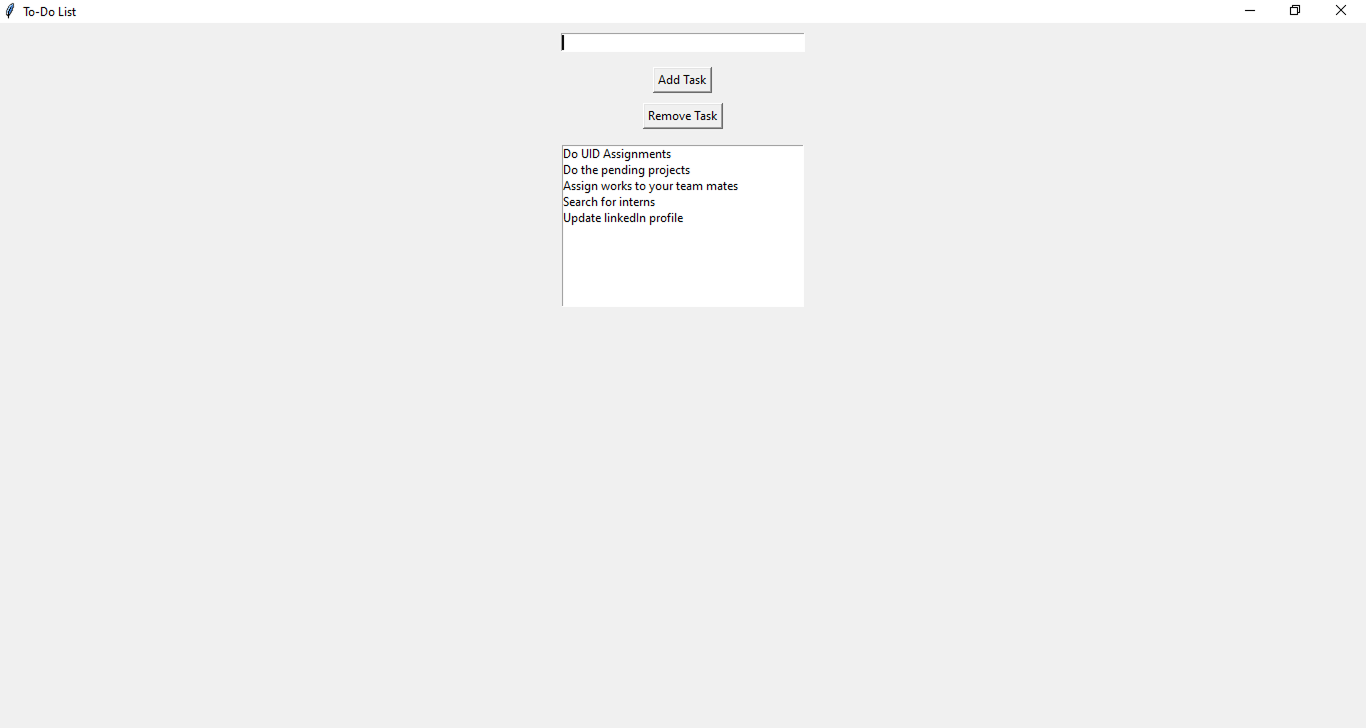 To-Do List
Add Task
Remove Task
Do UID Assignments
Do the pending projects
Assign works to your team mates
Search for interns
Update linkedIn profile